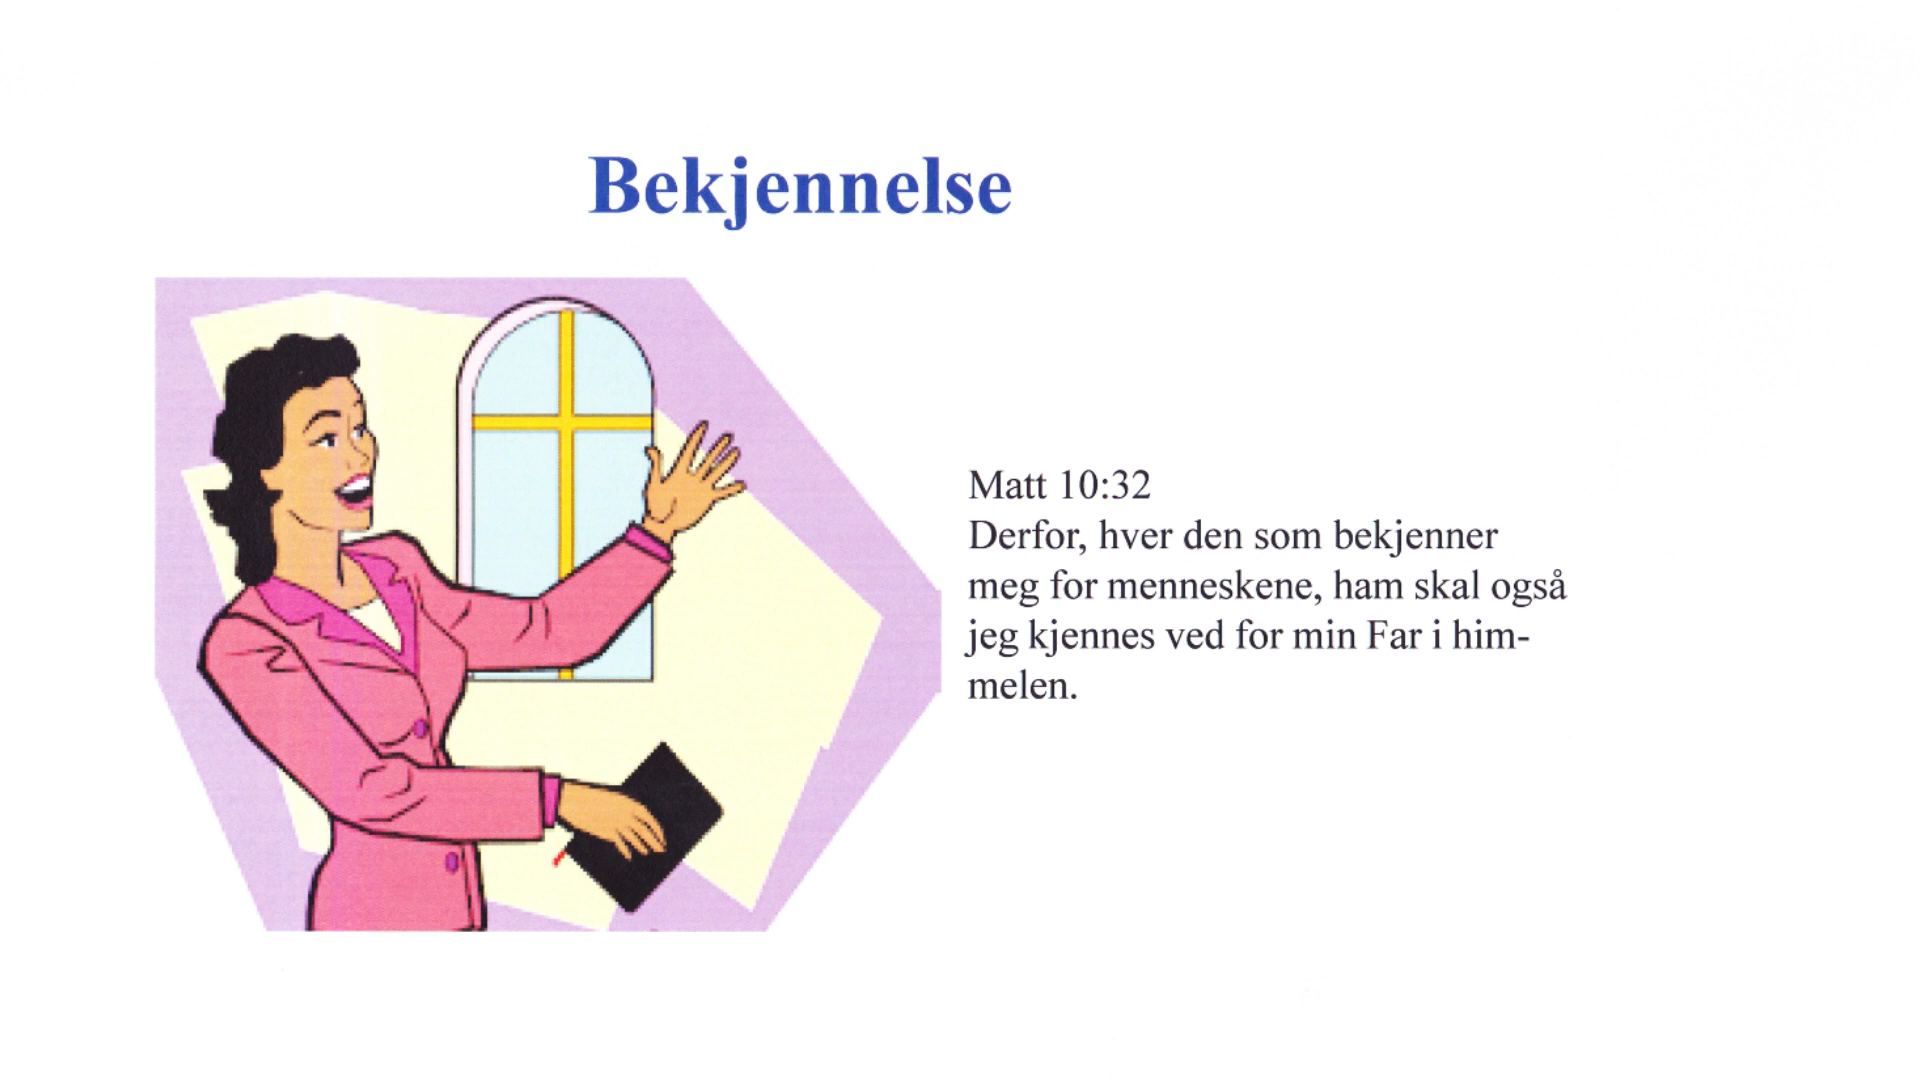 Bekjennelse
Matt 10:32
Derfor, hver den som bekjenner
meg for menneskene, ham skal også
jeg kjennes ved for min Far i him-
melen.